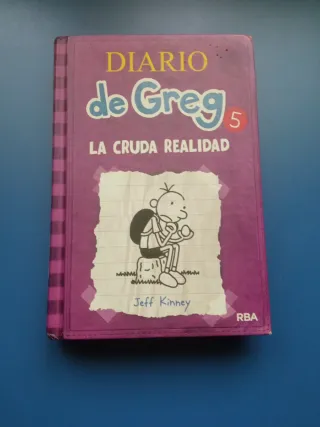 DIARIO
de Greg 5
LA CRUDA REALIDAD
Jeff Kinney
RBA